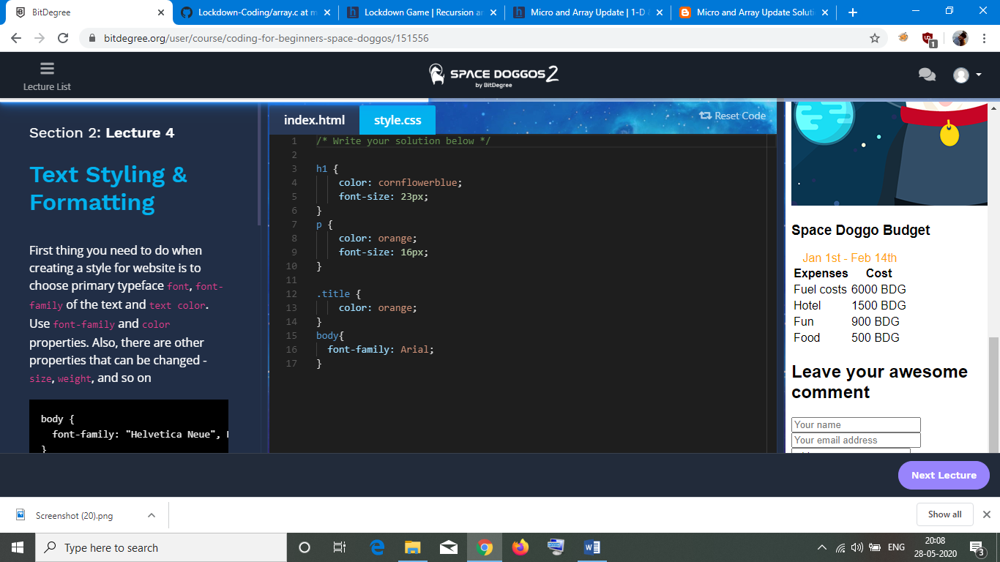 BitDegree
Lockdown-Coding/array.c at m
Lockdown Game | Recursion an
Micro and Array Update | 1-D &
Micro and Array Update Soluti
bitdegree.org/user/course/coding-for-beginners-space-doggos/151556
1
Lecture List
SPACE DOGGOS 2
by BitDegree
Section 2: Lecture 4
Text Styling &
Formatting
First thing you need to do when
creating a style for website is to
choose primary typeface font, font-
family of the text and text color.
Use font-family and color
properties. Also, there are other
properties that can be changed -
size, weight, and so on
body {
font-family: "Helvetica Neue",
}
index.html
style.css
Reset Code
1 /* Write your solution below */
2
3 h1 {
4 color: cornflowerblue;
5 font-size: 23px;
6 }
7 p {
8 color: orange;
9 font-size: 16px;
10 }
11
12 .title {
13 color: orange;
14 }
15 body{
16 font-family: Arial;
17 }
Space Doggo Budget
Jan 1st - Feb 14th
Expenses Cost
Fuel costs 6000 BDG
Hotel 1500 BDG
Fun 900 BDG
Food 500 BDG
Leave your awesome
comment
Your name
Your email address
Next Lecture
Screenshot (20).png
Show all
Type here to search
ENG
20:08
28-05-2020
3